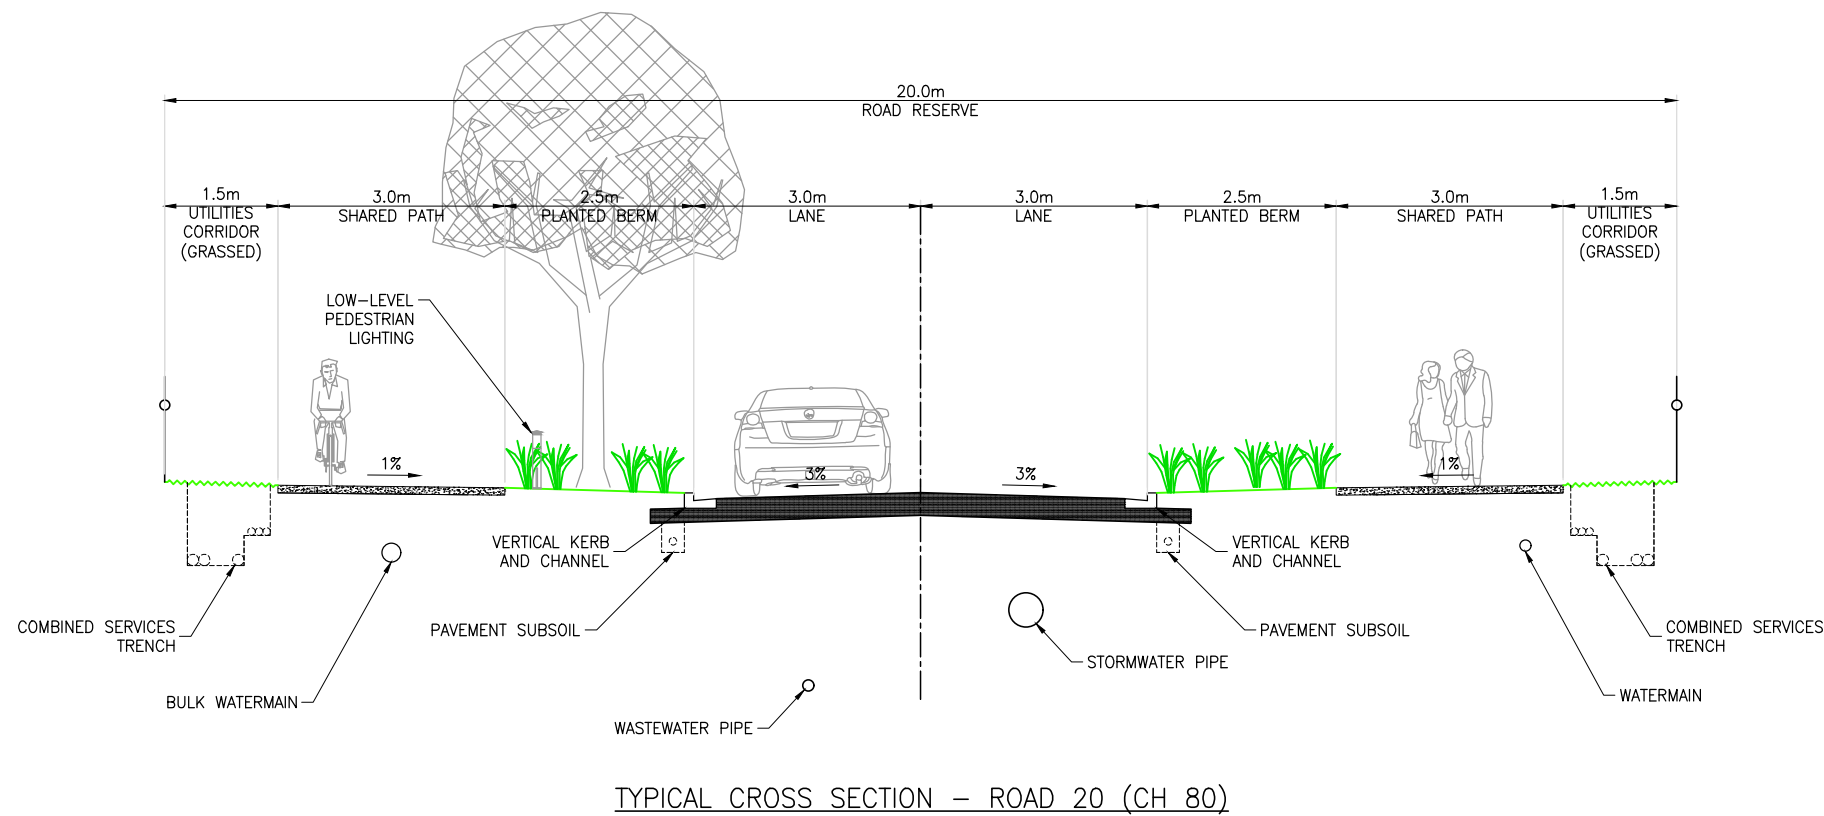 20.0m
ROAD RESERVE
1.5m
UTILITIES
CORRIDOR
(GRASSED)
3.0m
SHARED PATH
2.5m
PLANTED BERM
3.0m
LANE
3.0m
LANE
2.5m
PLANTED BERM
3.0m
SHARED PATH
1.5m
UTILITIES
CORRIDOR
(GRASSED)
LOW-LEVEL
PEDESTRIAN
LIGHTING
1%
3%
3%
1%
VERTICAL KERB
AND CHANNEL
VERTICAL KERB
AND CHANNEL
COMBINED SERVICES
TRENCH
PAVEMENT SUBSOIL
PAVEMENT SUBSOIL
COMBINED SERVICES
TRENCH
STORMWATER PIPE
BULK WATERMAIN
WATERMAIN
WASTEWATER PIPE
TYPICAL CROSS SECTION - ROAD 20 (CH 80)